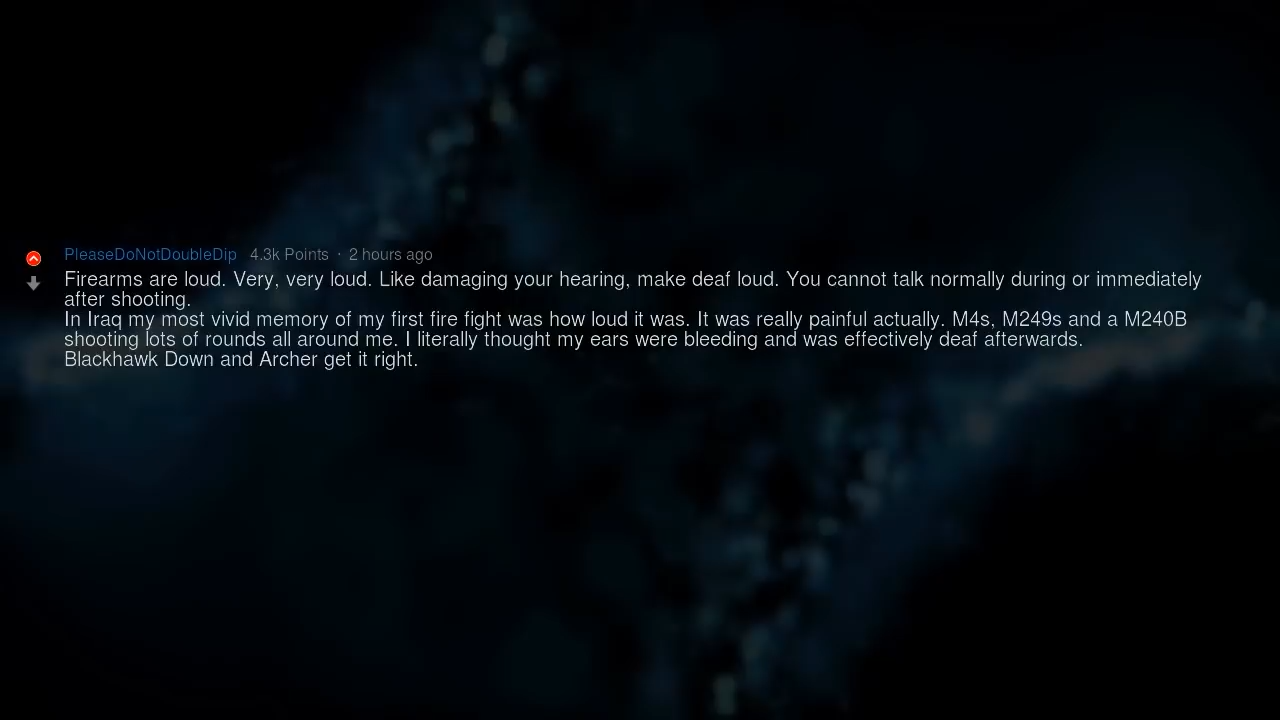 PleaseDoNotDoubleDip 4.3k Points · 2 hours ago
Firearms are loud. Very, very loud. Like damaging your hearing, make deaf loud. You cannot talk normally during or immediately
after shooting.
In Iraq my most vivid memory of my first fire fight was how loud it was. It was really painful actually. M4s, M249s and a M240B
shooting lots of rounds all around me. I literally thought my ears were bleeding and was effectively deaf afterwards.
Blackhawk Down and Archer get it right.